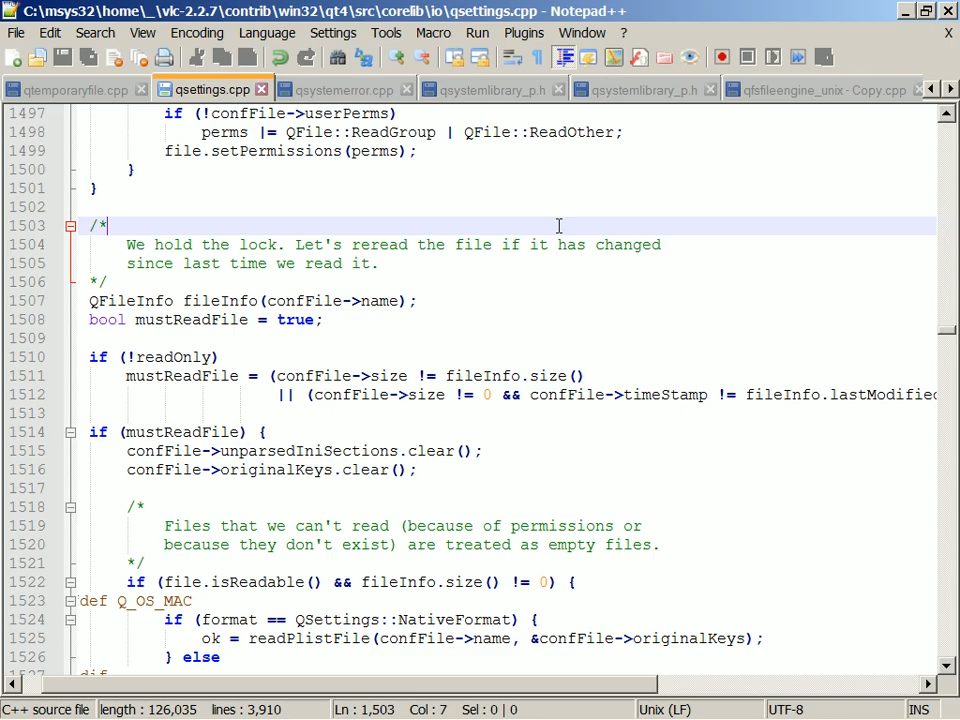 C:\msys32\home\_\vlc-2.2.7\contrib\win32\qt4\src\corelib\io\qsettings.cpp - Notepad++
File Edit Search View Encoding Language Settings Tools Macro Run Plugins Window ? X
qtemporaryfile.cpp qsettings.cpp qsystemerror.cpp qsystemlibrary_p.h qsystemlibrary_p.h qfsfileengine_unix - Copy.cpp
1497 if (!confFile->userPerms)
1498 perms |= QFile::ReadGroup | QFile::ReadOther;
1499 file.setPermissions(perms);
1500 }
1501 }
1502
1503 /*
1504 We hold the lock. Let's reread the file if it has changed
1505 since last time we read it.
1506 */
1507 QFileInfo fileInfo(confFile->name);
1508 bool mustReadFile = true;
1509
1510 if (!readOnly)
1511 mustReadFile = (confFile->size != fileInfo.size()
1512 || (confFile->size != 0 && confFile->timeStamp != fileInfo.lastModified
1513
1514 if (mustReadFile) {
1515 confFile->unparsedIniSections.clear();
1516 confFile->originalKeys.clear();
1517
1518 /*
1519 Files that we can't read (because of permissions or
1520 because they don't exist) are treated as empty files.
1521 */
1522 if (file.isReadable() && fileInfo.size() != 0) {
1523 def Q_OS_MAC
1524 if (format == QSettings::NativeFormat) {
1525 ok = readPlistFile(confFile->name, &confFile->originalKeys);
1526 } else
1527 dif
C++ source file length : 126,035 lines : 3,910 Ln : 1,503 Col : 7 Sel : 0 | 0 Unix (LF) UTF-8 INS